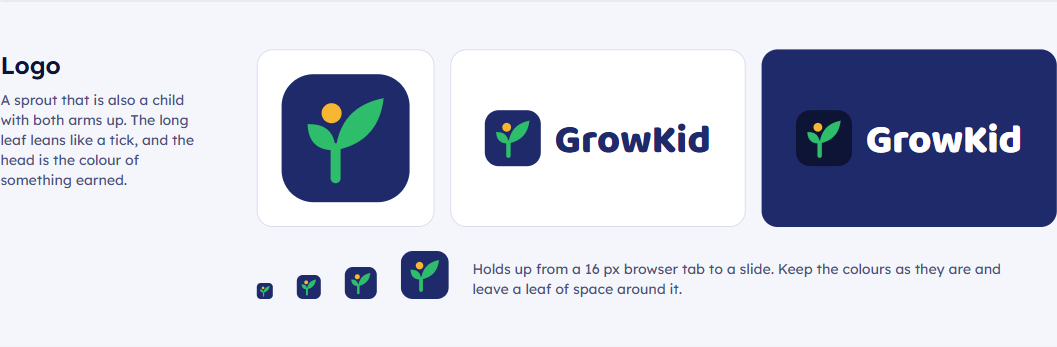 Logo
A sprout that is also a child
with both arms up. The long
leaf leans like a tick, and the
head is the colour of
something earned.
GrowKid
GrowKid
Holds up from a 16 px browser tab to a slide. Keep the colours as they are and
leave a leaf of space around it.